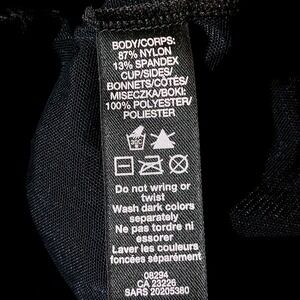 BODY/CORPS:
87% NYLON
13% SPANDEX
CUP/SIDES/
BONNETS/CÔTÉS/
MISECZKA/BOKI:
100% POLYESTER/
POLIESTER
Do not wring or
twist
Wash dark colors
separately
Ne pas tordre ni
essorer
Laver les couleurs
foncées séparément
08294
CA 23226
SARS 20205380